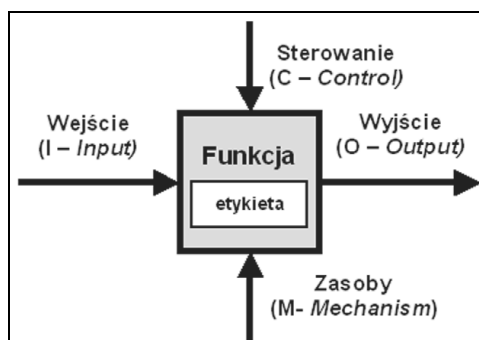 Sterowanie
(C – Control)
Wejście
(I – Input)
Wyjście
(O – Output)
Funkcja
etykieta
Zasoby
(M- Mechanism)